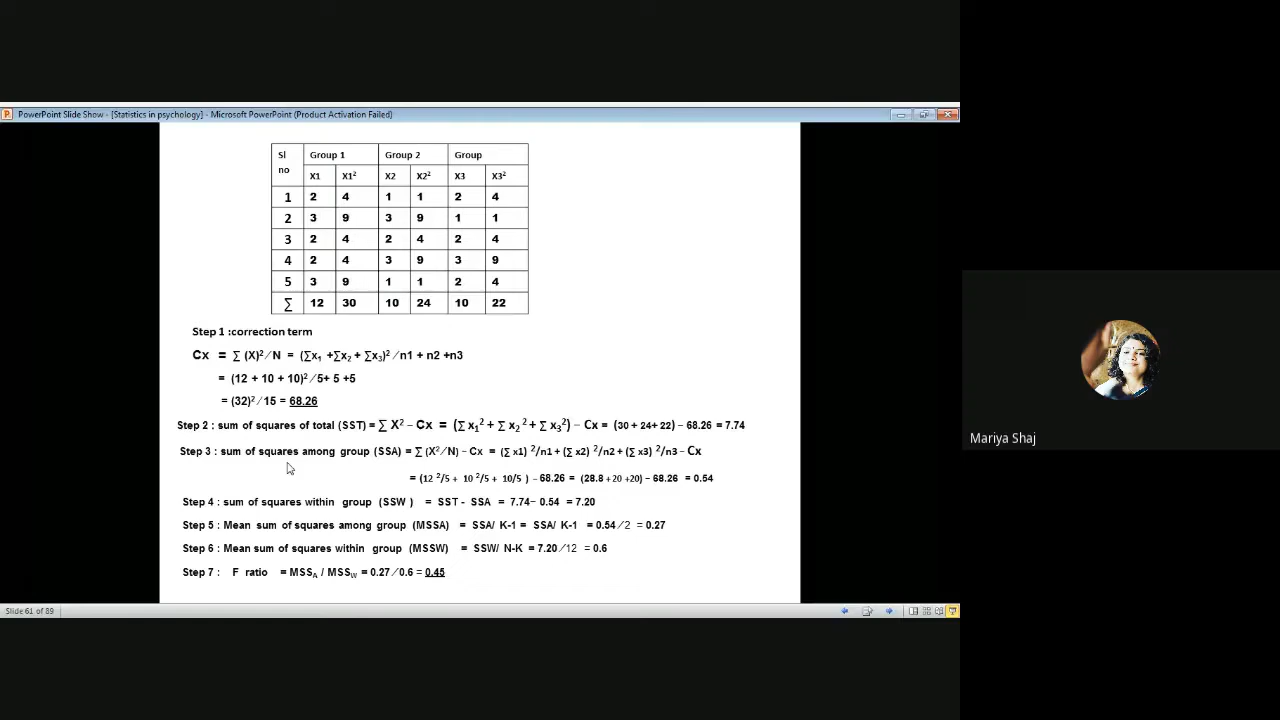 PowerPoint Slide Show - [Statistics in psychology] - Microsoft PowerPoint (Product Activation Failed)
Sl no Group 1 Group 2 Group
X1 X1² X2 X2² X3 X3²
1 2 4 1 1 2 4
2 3 9 3 9 1 1
3 2 4 2 4 2 4
4 2 4 3 9 3 9
5 3 9 1 1 2 4
∑ 12 30 10 24 10 22
Step 1 :correction term
Cx = ∑ (X)²/N = (∑x₁ +∑x₂ + ∑x₃)²/n1 + n2 +n3
= (12 + 10 + 10)²/5+ 5 +5
= (32)²/15 = 68.26
Step 2 : sum of squares of total (SST) = ∑ X² – Cx = (∑ x₁² + ∑ x₂² + ∑ x₃²) – Cx = (30 + 24+ 22) – 68.26 = 7.74
Step 3 : sum of squares among group (SSA) = ∑ (X²/N) – Cx = (∑ x1) ²/n1 + (∑ x2) ²/n2 + (∑ x3) ²/n3 – Cx
= (12 ²/5 + 10 ²/5 + 10/5 ) – 68.26 = (28.8 + 20 +20) – 68.26 = 0.54
Step 4 : sum of squares within group (SSW ) = SST - SSA = 7.74– 0.54 = 7.20
Step 5 : Mean sum of squares among group (MSSA) = SSA/ K-1 = SSA/ K-1 = 0.54/2 = 0.27
Step 6 : Mean sum of squares within group (MSSW) = SSW/ N-K = 7.20/12 = 0.6
Step 7 : F ratio = MSS_A / MSS_W = 0.27/0.6 = 0.45
Slide 61 of 89
Mariya Shaj